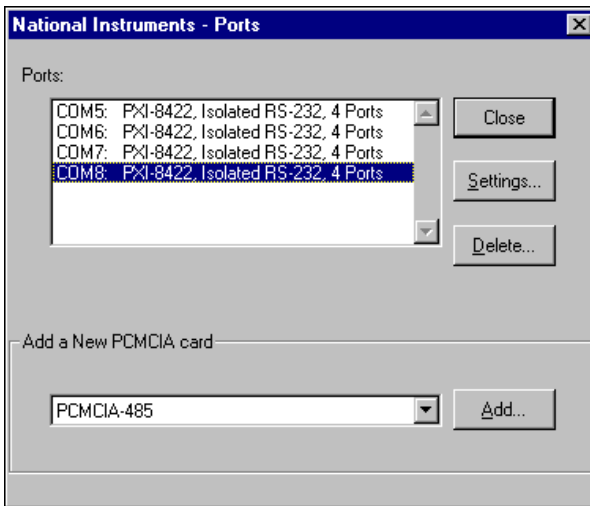 National Instruments - Ports
Ports:
COM5: PXI-8422, Isolated RS-232, 4 Ports
COM6: PXI-8422, Isolated RS-232, 4 Ports
COM7: PXI-8422, Isolated RS-232, 4 Ports
COM8: PXI-8422, Isolated RS-232, 4 Ports
Close
Settings...
Delete...
Add a New PCMCIA card
PCMCIA-485
Add...